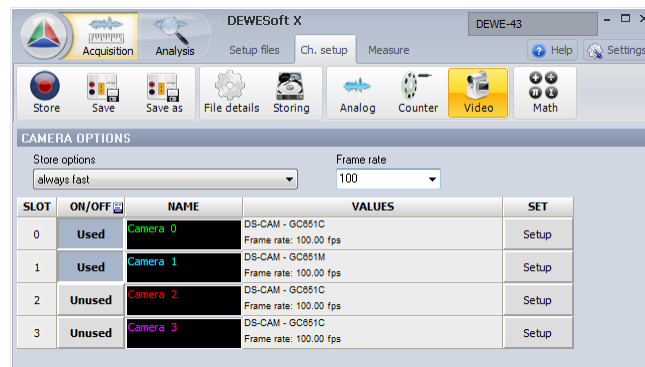 DEWESoft X
DEWE-43
Acquisition Analysis Setup files Ch. setup Measure Help Settings
Store Save Save as File details Storing Analog Counter Video Math
CAMERA OPTIONS
Store options Frame rate
always fast 100
SLOT ON/OFF NAME VALUES SET
0 Used Camera 0 DS-CAM - GC651C Setup
Frame rate: 100.00 fps
1 Used Camera 1 DS-CAM - GC651M Setup
Frame rate: 100.00 fps
2 Unused Camera 2 DS-CAM - GC651C Setup
Frame rate: 100.00 fps
3 Unused Camera 3 DS-CAM - GC651C Setup
Frame rate: 100.00 fps